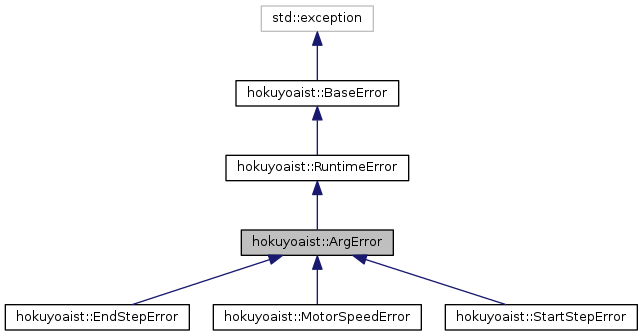 std::exception
hokuyoaist::BaseError
hokuyoaist::RuntimeError
hokuyoaist::ArgError
hokuyoaist::EndStepError
hokuyoaist::MotorSpeedError
hokuyoaist::StartStepError